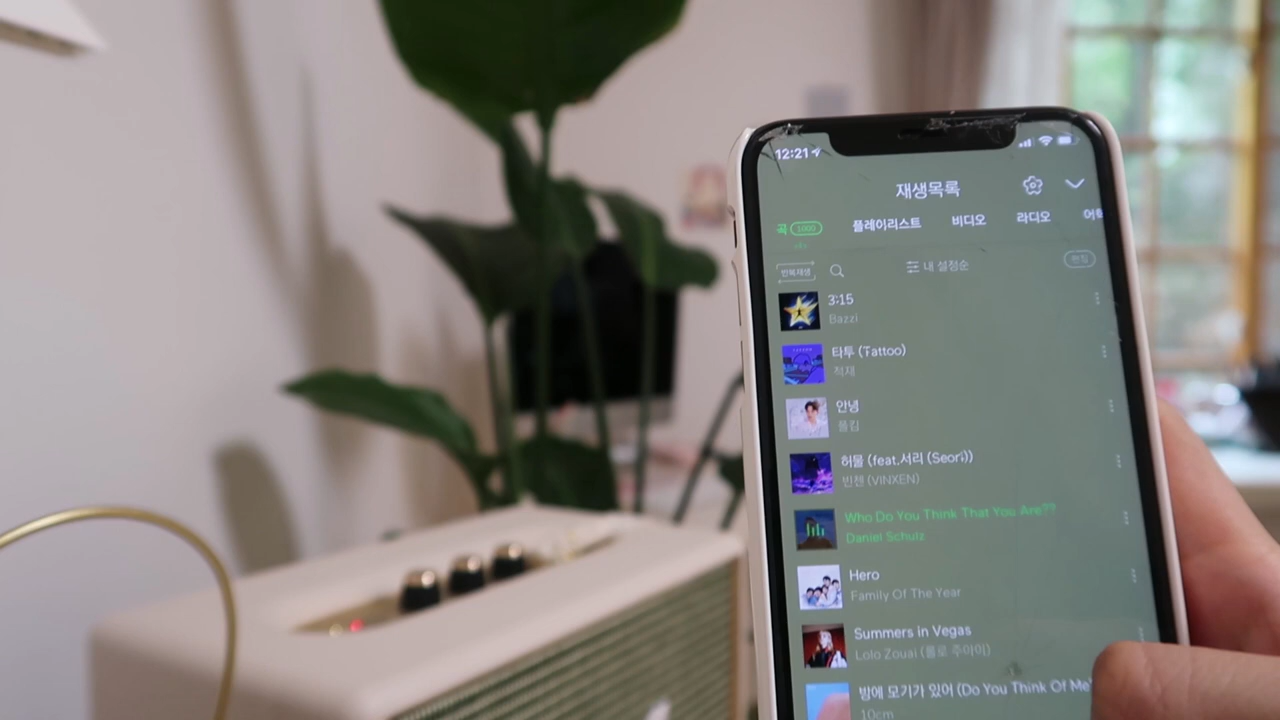 12:21
재생목록
곡 1000 플레이리스트 비디오 라디오 어학
반복재생 내 설정순 편집
3:15
Bazzi
타투 (Tattoo)
적재
안녕
폴킴
허물 (feat.서리 (Seori))
빈첸 (VINXEN)
Who Do You Think That You Are??
Daniel Schulz
Hero
Family Of The Year
Summers in Vegas
Lolo Zouai (롤로 주아이)
방에 모기가 있어 (Do You Think Of Me
10cm